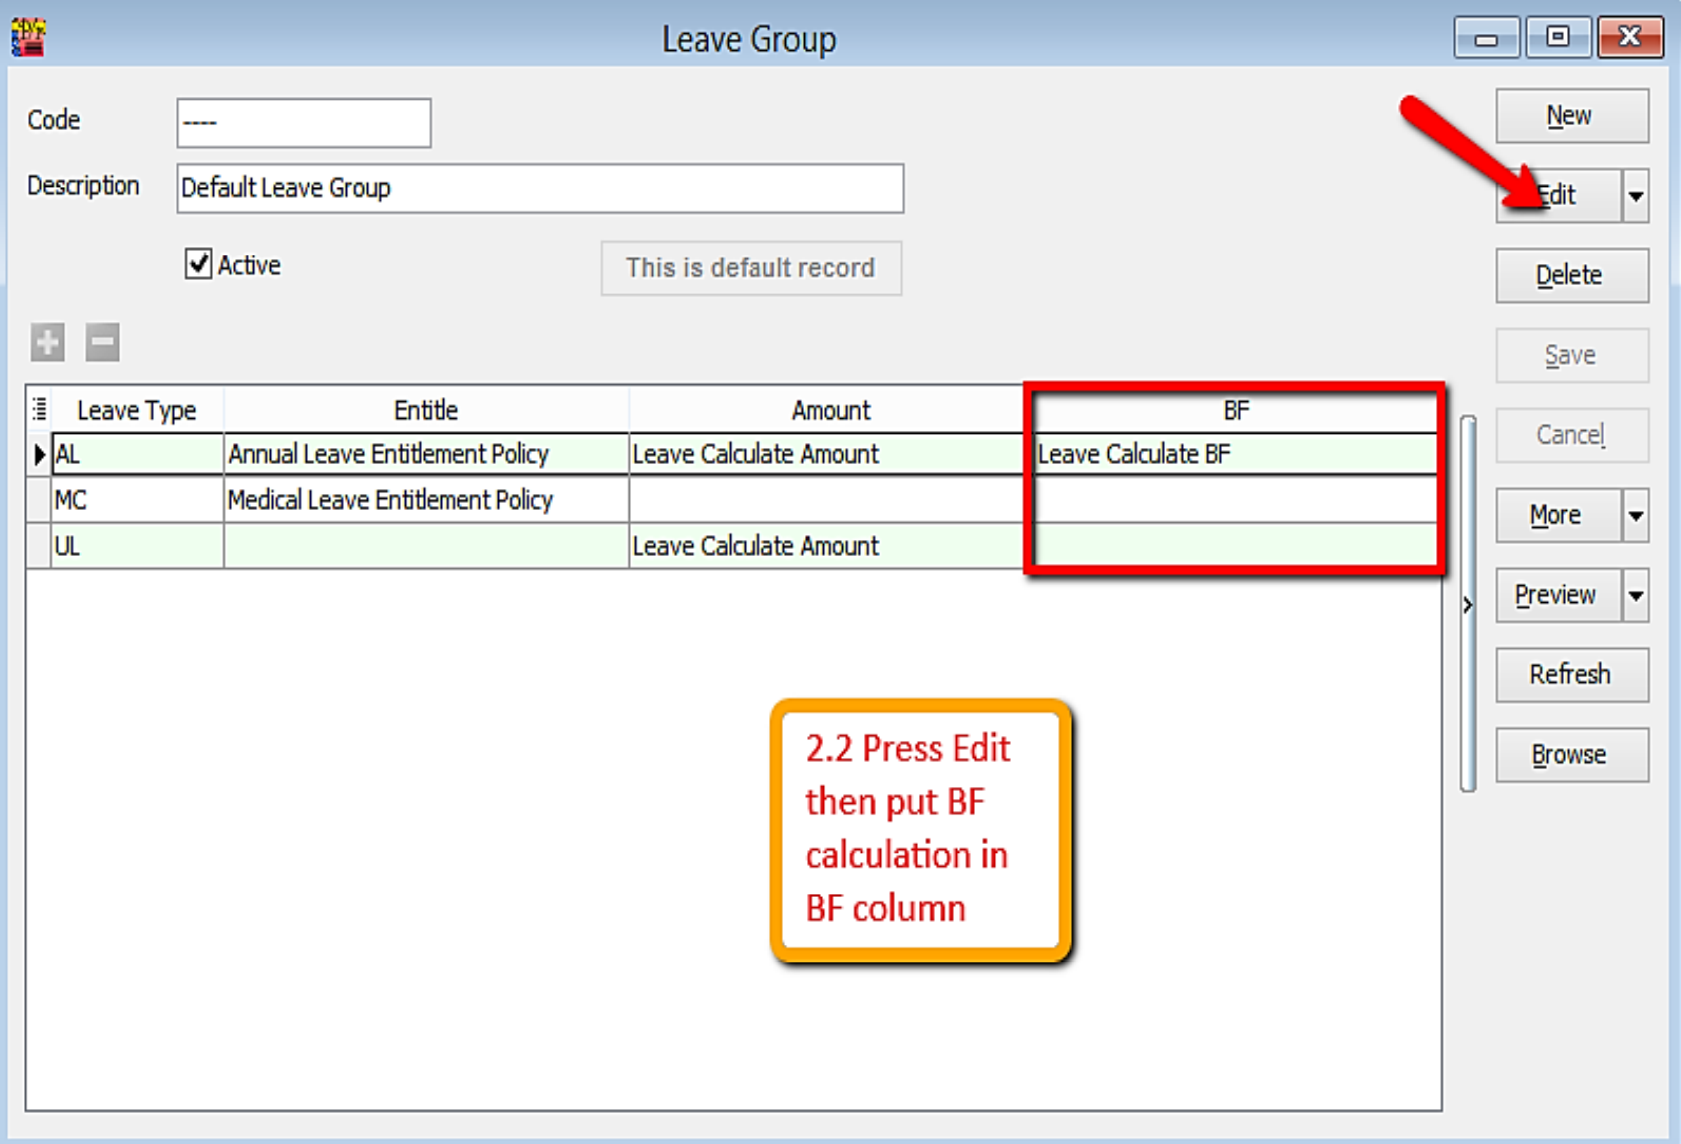 Leave Group
Code
----
New
Description
Default Leave Group
Edit
Active
This is default record
Delete
Save
Leave Type Entitle Amount BF
AL Annual Leave Entitlement Policy Leave Calculate Amount Leave Calculate BF
Cancel
MC Medical Leave Entitlement Policy
More
UL Leave Calculate Amount
Preview
Refresh
2.2 Press Edit
then put BF
calculation in
BF column
Browse